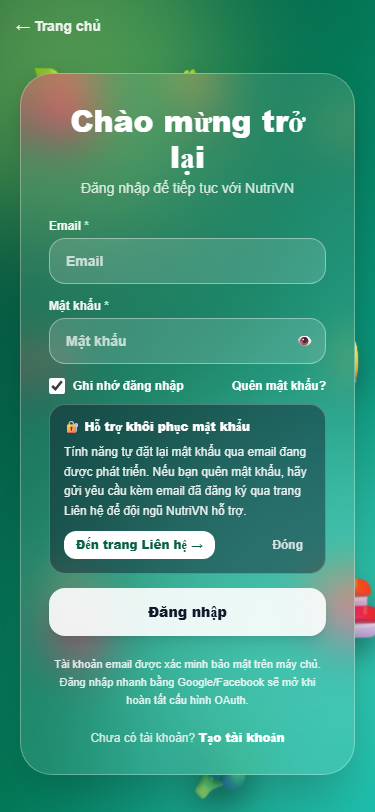 ← Trang chủ
Chào mừng trở
lại
Đăng nhập để tiếp tục với NutriVN
Email *
Email
Mật khẩu *
Mật khẩu
Ghi nhớ đăng nhập
Quên mật khẩu?
Hỗ trợ khôi phục mật khẩu
Tính năng tự đặt lại mật khẩu qua email đang
được phát triển. Nếu bạn quên mật khẩu, hãy
gửi yêu cầu kèm email đã đăng ký qua trang
Liên hệ để đội ngũ NutriVN hỗ trợ.
Đến trang Liên hệ →
Đóng
Đăng nhập
Tài khoản email được xác minh bảo mật trên máy chủ.
Đăng nhập nhanh bằng Google/Facebook sẽ mở khi
hoàn tất cấu hình OAuth.
Chưa có tài khoản? Tạo tài khoản